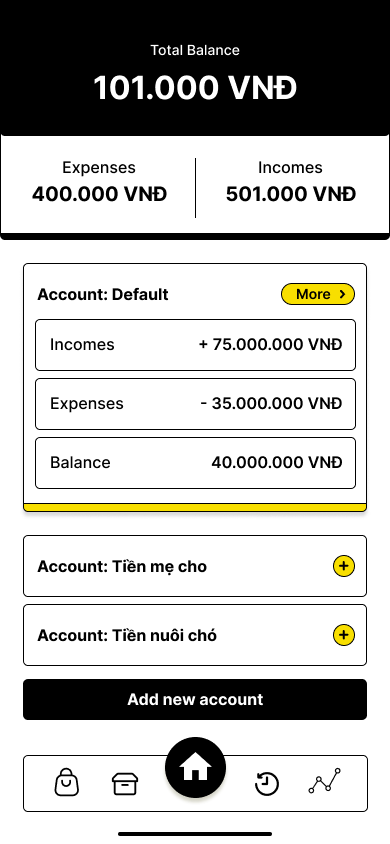 Total Balance
101.000 VNĐ
Expenses
400.000 VNĐ
Incomes
501.000 VNĐ
Account: Default
More
Incomes
+ 75.000.000 VNĐ
Expenses
- 35.000.000 VNĐ
Balance
40.000.000 VNĐ
Account: Tiền mẹ cho
Account: Tiền nuôi chó
Add new account